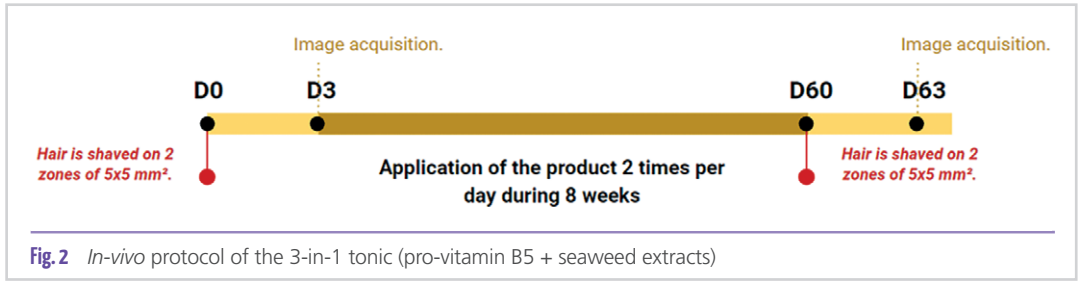 Image acquisition.
Image acquisition.
D0
D3
D60
D63
Hair is shaved on 2
zones of 5x5 mm².
Application of the product 2 times per
day during 8 weeks
Hair is shaved on 2
zones of 5x5 mm².
Fig. 2 In-vivo protocol of the 3-in-1 tonic (pro-vitamin B5 + seaweed extracts)